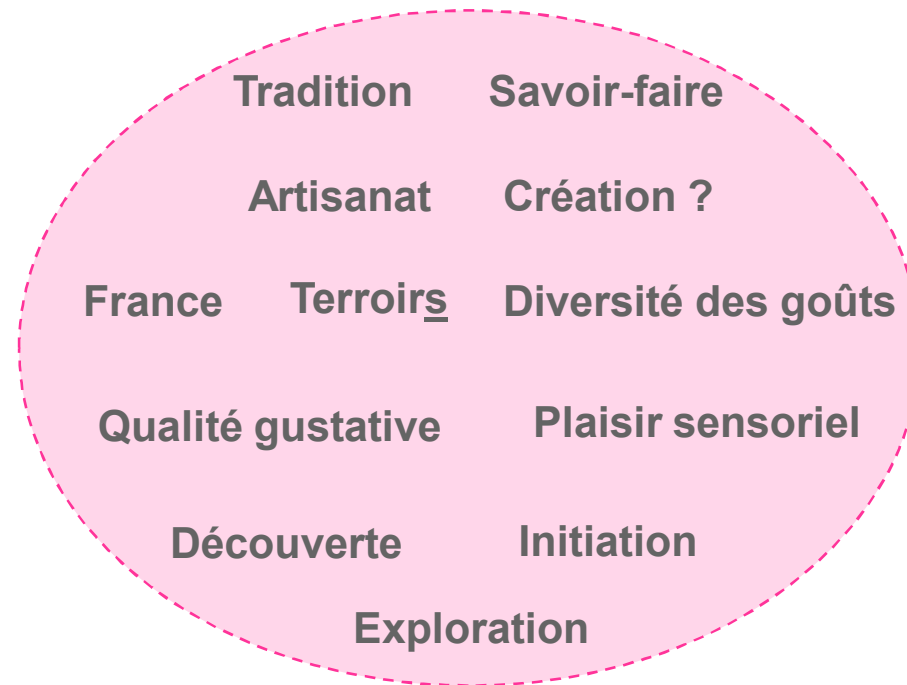 Tradition Savoir-faire
Artisanat Création ?
France Terroirs Diversité des goûts
Qualité gustative Plaisir sensoriel
Découverte Initiation
Exploration